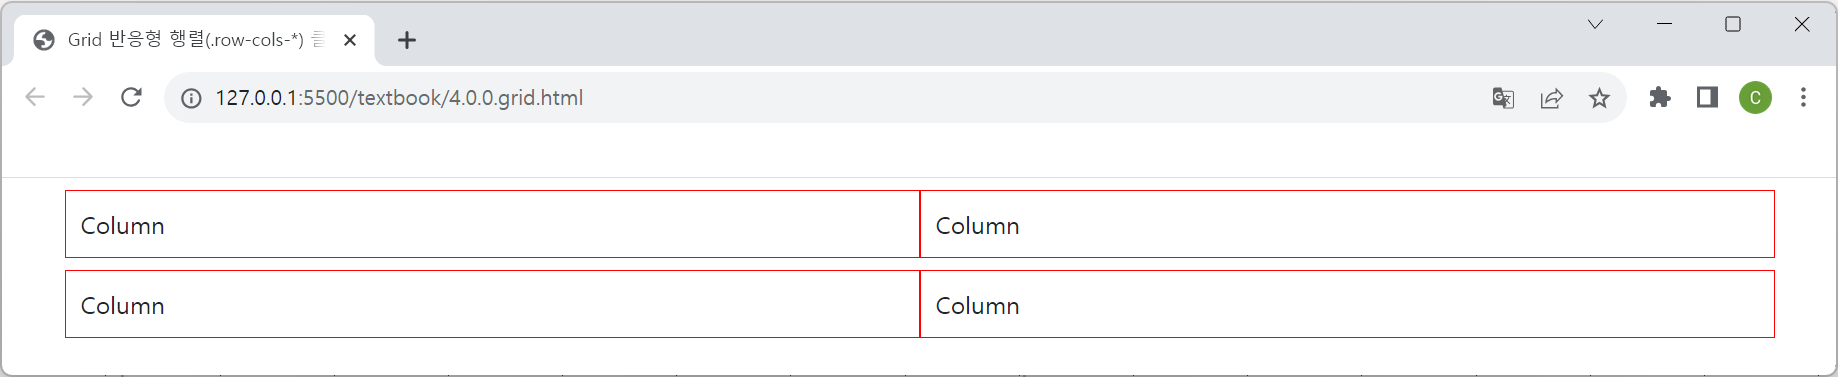 Grid 반응형 행렬(.row-cols-*) 클
127.0.0.1:5500/textbook/4.0.0.grid.html
C
Column Column
Column Column